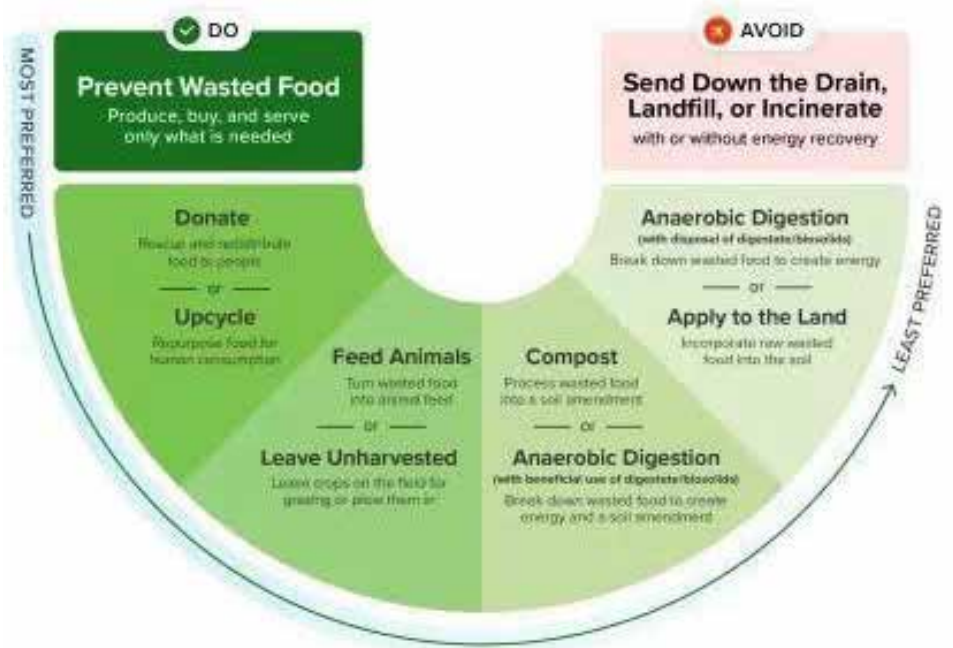 DO
Prevent Wasted Food
Produce, buy, and serve
only what is needed
AVOID
Send Down the Drain,
Landfill, or Incinerate
with or without energy recovery
MOST PREFERRED
Donate
Rescue and redistribute
food to people
or
Upcycle
Repurpose food for
human consumption
Feed Animals
Turn wasted food
into animal feed
or
Leave Unharvested
Leave crops on the field for
grazing or plow them in
Compost
Process wasted food
into a soil amendment
or
Anaerobic Digestion
(with beneficial use of digestate/biosolids)
Break down wasted food to create
energy and a soil amendment
Anaerobic Digestion
(with disposal of digestate/biosolids)
Break down wasted food to create energy
or
Apply to the Land
Incorporate raw wasted
food into the soil
LEAST PREFERRED